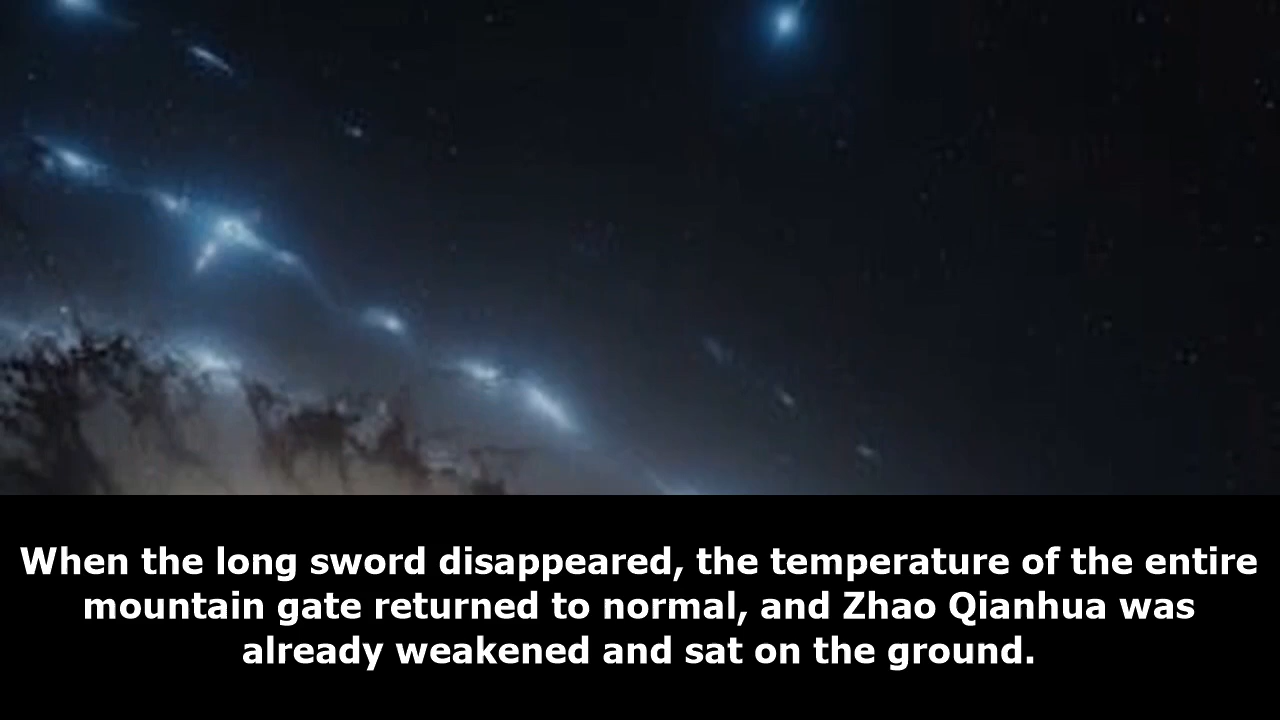 When the long sword disappeared, the temperature of the entire
mountain gate returned to normal, and Zhao Qianhua was
already weakened and sat on the ground.